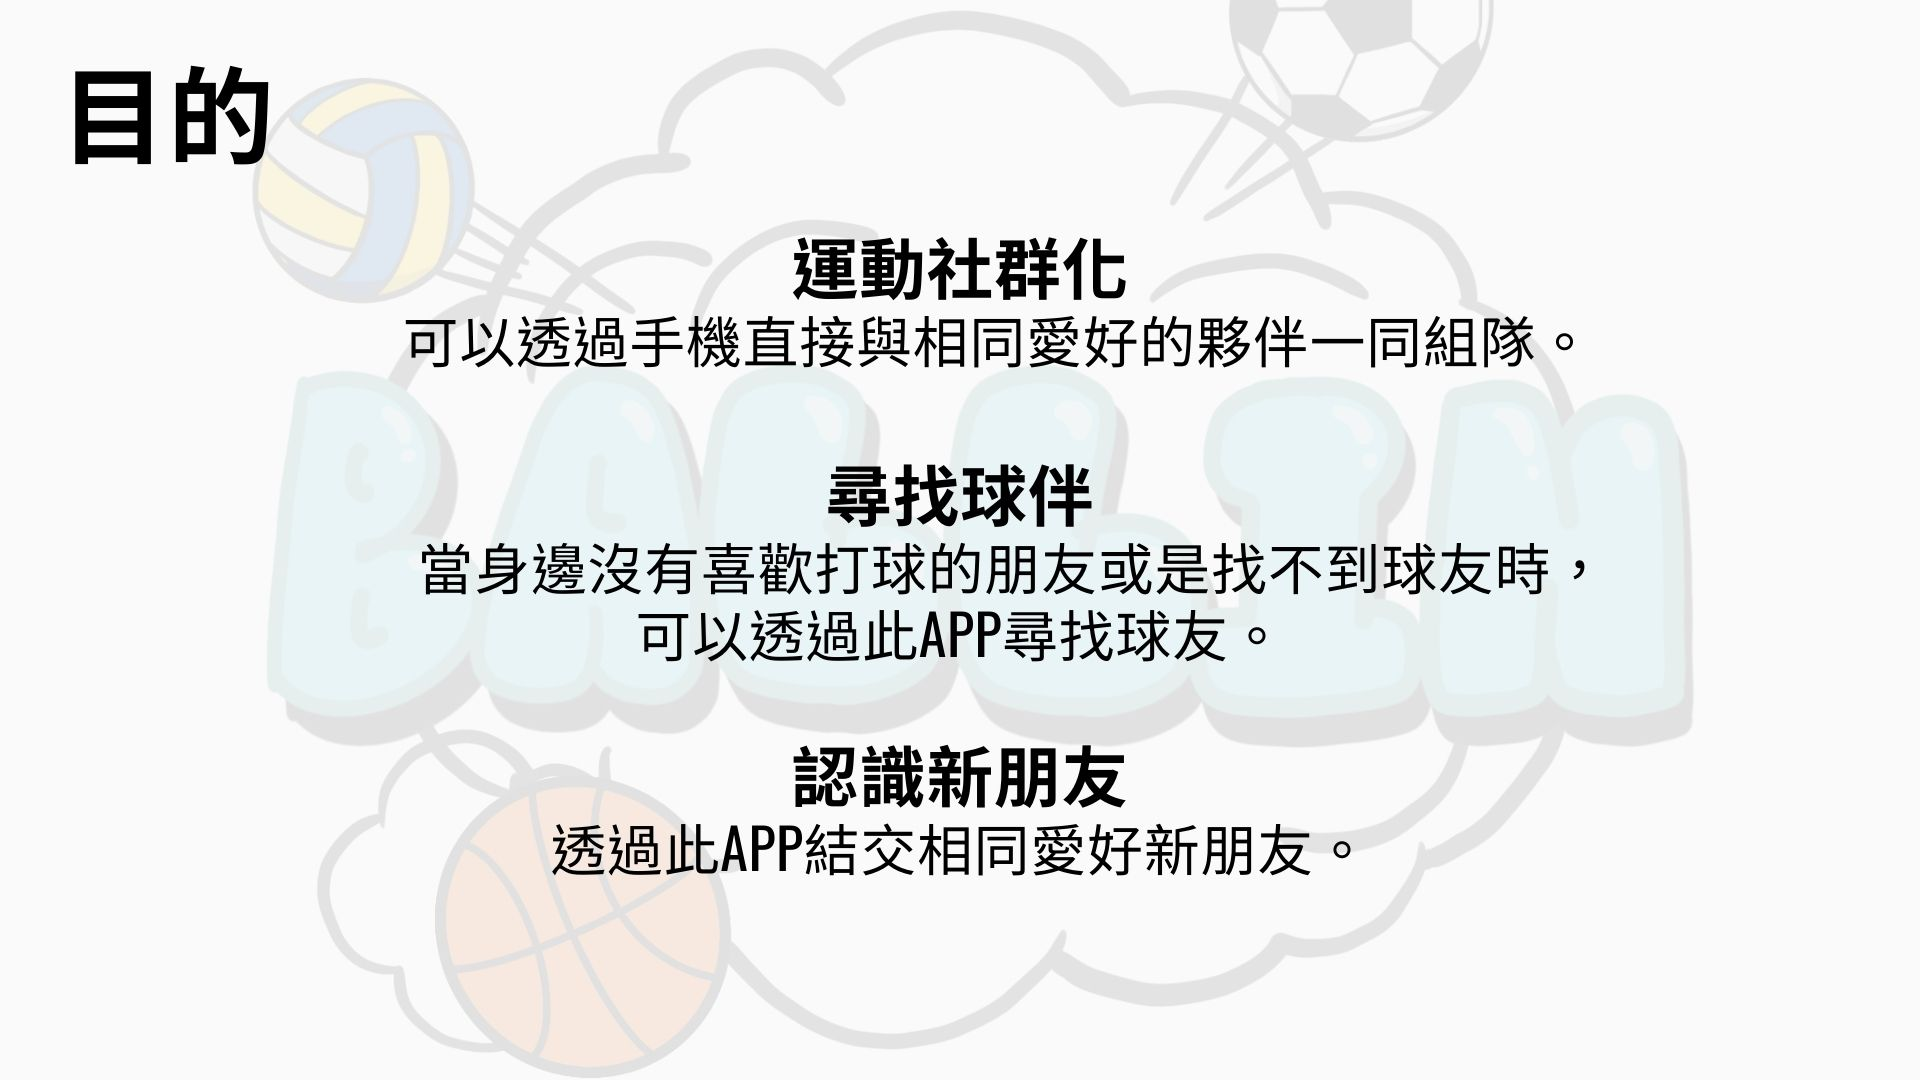 目的
運動社群化
可以透過手機直接與相同愛好的夥伴一同組隊。
尋找球伴
當身邊沒有喜歡打球的朋友或是找不到球友時，
可以透過此APP尋找球友。
認識新朋友
透過此APP結交相同愛好新朋友。
BALLIN